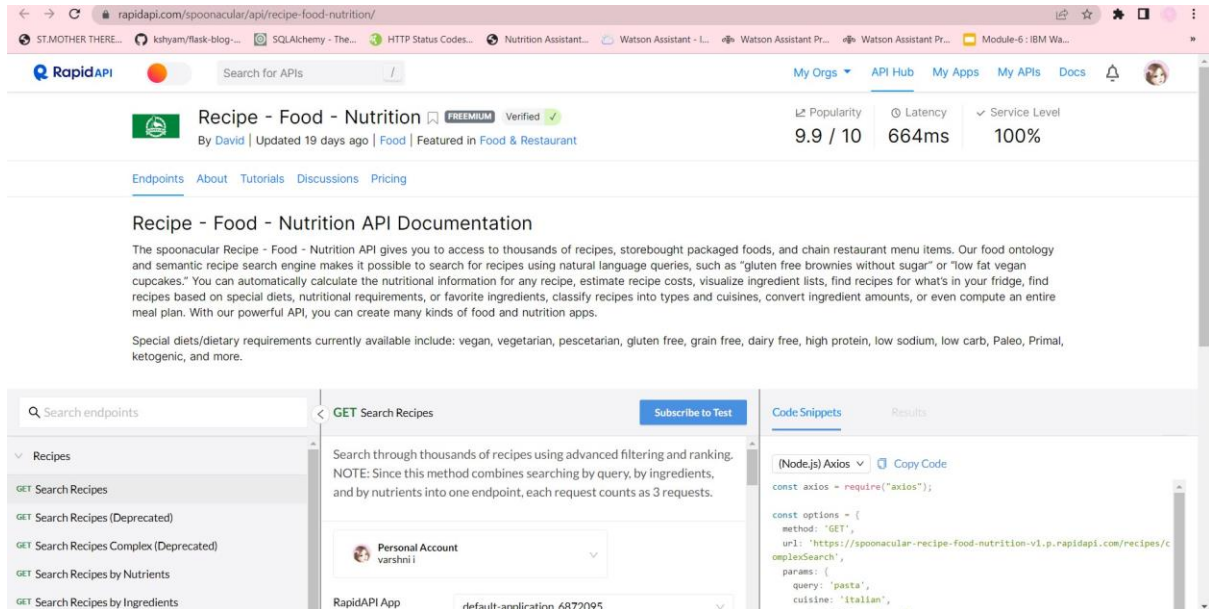 rapidapi.com/spoonacular/api/recipe-food-nutrition/
ST.MOTHER THERE... kshyam/flask-blog-... SQLAlchemy - The... HTTP Status Codes... Nutrition Assistant... Watson Assistant - I... Watson Assistant Pr... Watson Assistant Pr... Module-6 : IBM Wa... »
Rapid API Search for APIs / My Orgs API Hub My Apps My APIs Docs
Recipe - Food - Nutrition FREEMIUM Verified ✓
By David | Updated 19 days ago | Food | Featured in Food & Restaurant
Popularity Latency Service Level
9.9 / 10 664ms 100%
Endpoints About Tutorials Discussions Pricing
Recipe - Food - Nutrition API Documentation
The spoonacular Recipe - Food - Nutrition API gives you to access to thousands of recipes, storebought packaged foods, and chain restaurant menu items. Our food ontology
and semantic recipe search engine makes it possible to search for recipes using natural language queries, such as "gluten free brownies without sugar" or "low fat vegan
cupcakes." You can automatically calculate the nutritional information for any recipe, estimate recipe costs, visualize ingredient lists, find recipes for what's in your fridge, find
recipes based on special diets, nutritional requirements, or favorite ingredients, classify recipes into types and cuisines, convert ingredient amounts, or even compute an entire
meal plan. With our powerful API, you can create many kinds of food and nutrition apps.
Special diets/dietary requirements currently available include: vegan, vegetarian, pescetarian, gluten free, grain free, dairy free, high protein, low sodium, low carb, Paleo, Primal,
ketogenic, and more.
Search endpoints
Recipes
GET Search Recipes
GET Search Recipes (Deprecated)
GET Search Recipes Complex (Deprecated)
GET Search Recipes by Nutrients
GET Search Recipes by Ingredients
GET Search Recipes Subscribe to Test
Search through thousands of recipes using advanced filtering and ranking.
NOTE: Since this method combines searching by query, by ingredients,
and by nutrients into one endpoint, each request counts as 3 requests.
Personal Account
varshni i
RapidAPI App default-application_6872095
Code Snippets Results
(Node.js) Axios Copy Code
const axios = require("axios");
const options = {
method: 'GET',
url: 'https://spoonacular-recipe-food-nutrition-v1.p.rapidapi.com/recipes/c
omplexSearch',
params: {
query: 'pasta',
cuisine: 'italian',